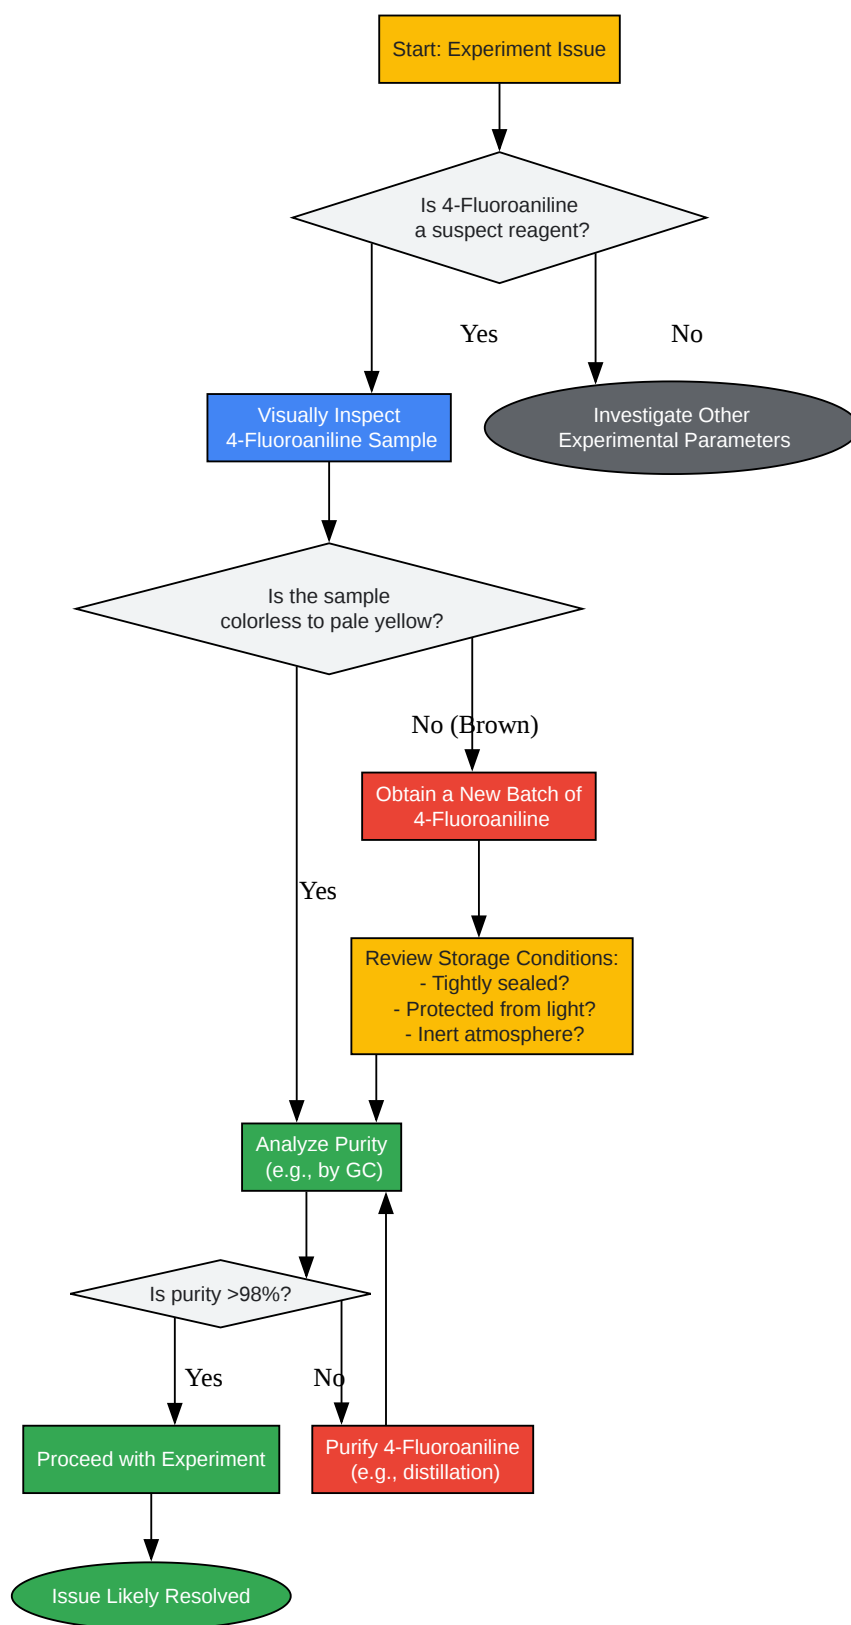 Start: Experiment Issue
Is 4-Fluoroaniline
a suspect reagent?
Yes
No
Visually Inspect
4-Fluoroaniline Sample
Investigate Other
Experimental Parameters
Is the sample
colorless to pale yellow?
No (Brown)
Obtain a New Batch of
4-Fluoroaniline
Yes
Review Storage Conditions:
- Tightly sealed?
- Protected from light?
- Inert atmosphere?
Analyze Purity
(e.g., by GC)
Is purity >98%?
Yes
No
Proceed with Experiment
Purify 4-Fluoroaniline
(e.g., distillation)
Issue Likely Resolved